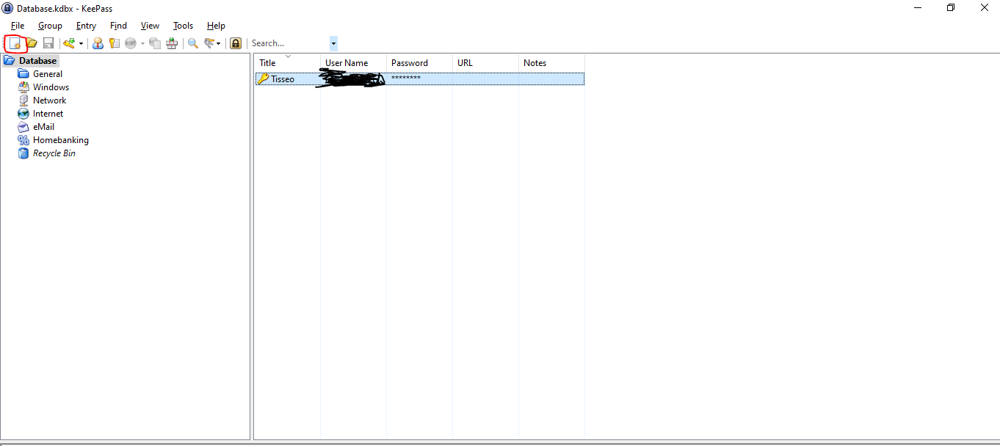 Database.kdbx - KeePass
File Group Entry Find View Tools Help
Search...
Database
General
Windows
Network
Internet
eMail
Homebanking
Recycle Bin
Title User Name Password URL Notes
Tisseo ********